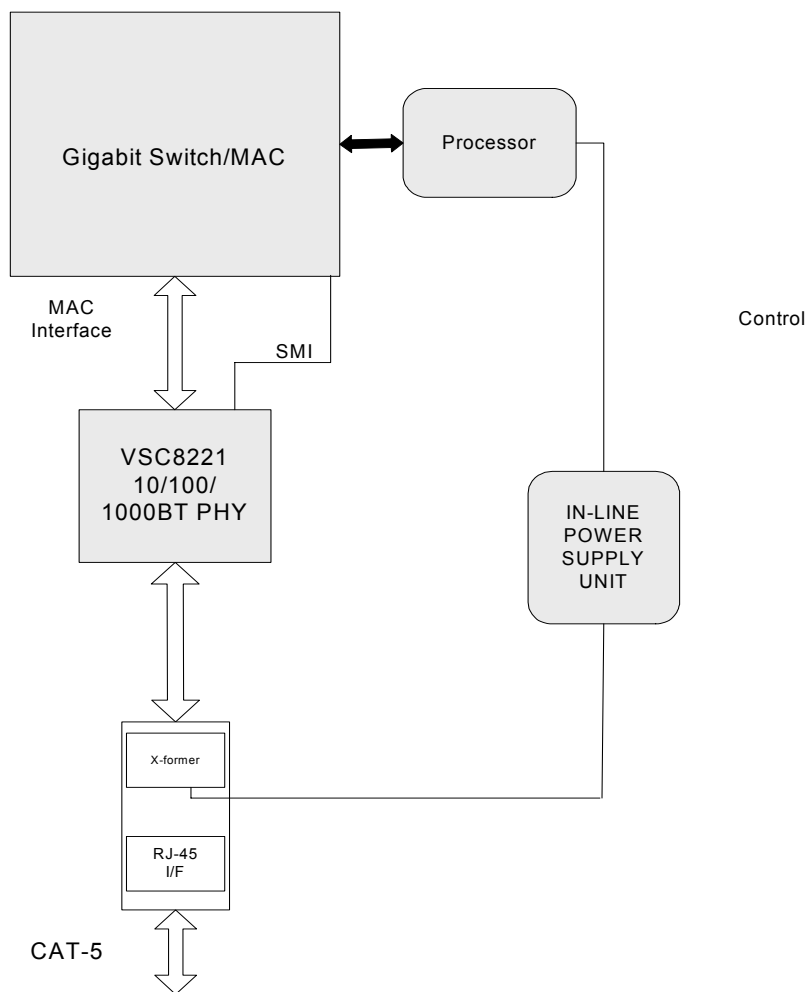 Gigabit Switch/MAC
Processor
MAC
Interface
SMI
Control
VSC8221
10/100/
1000BT PHY
IN-LINE
POWER
SUPPLY
UNIT
X-former
RJ-45
I/F
CAT-5